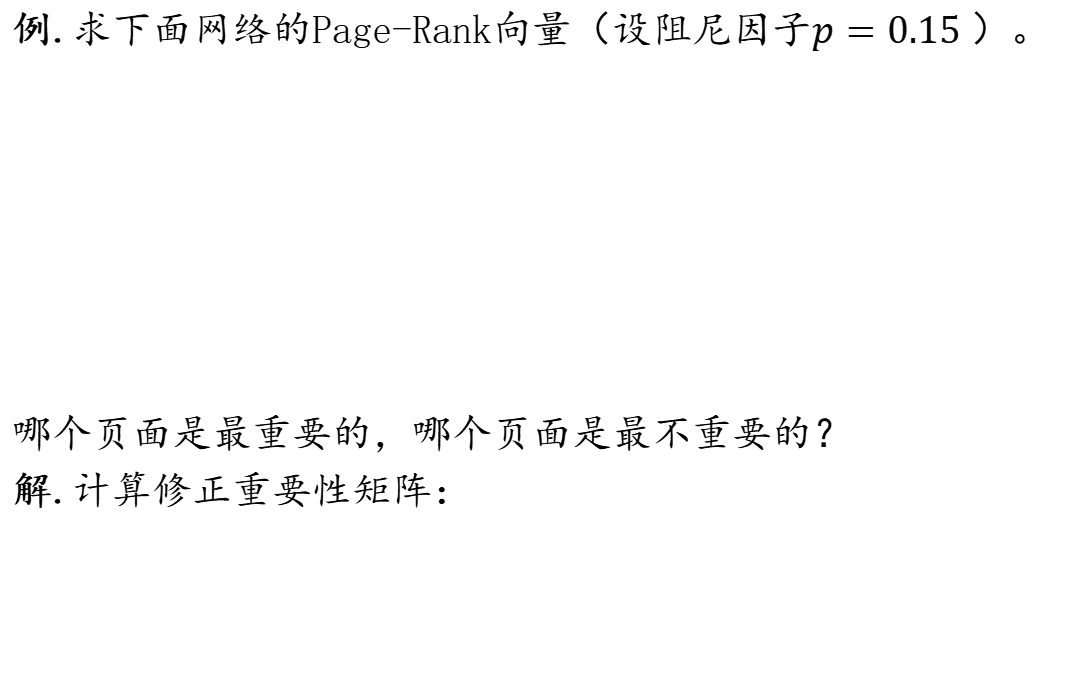 例. 求下面网络的Page-Rank向量（设阻尼因子p = 0.15 ）。
哪个页面是最重要的，哪个页面是最不重要的？
解. 计算修正重要性矩阵：